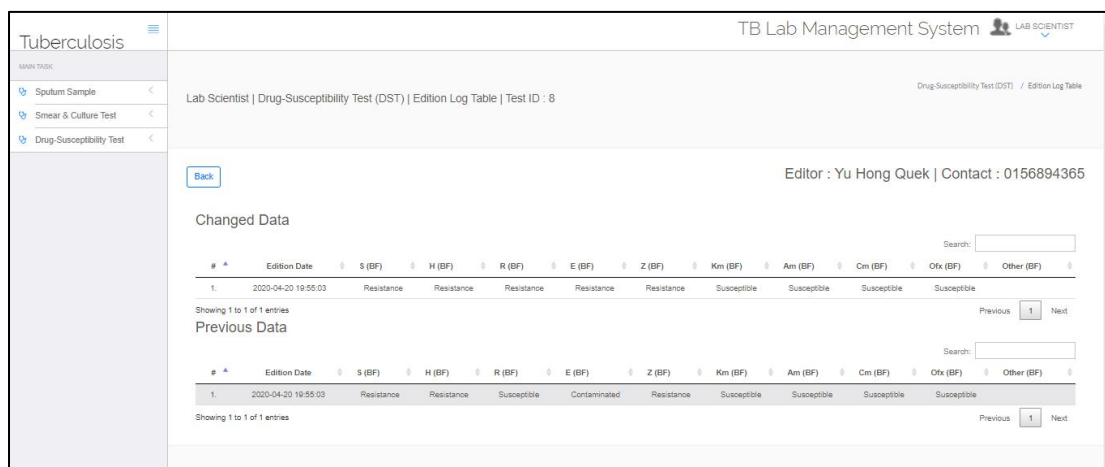 Tuberculosis
TB Lab Management System LAB SCIENTIST
MAIN TASK
Sputum Sample
Smear & Culture Test
Drug-Susceptibility Test
Lab Scientist | Drug-Susceptibility Test (DST) | Edition Log Table | Test ID : 8
Drug-Susceptibility Test (DST) / Edition Log Table
Back
Editor : Yu Hong Quek | Contact : 0156894365
Changed Data
Search:
# Edition Date S (BF) H (BF) R (BF) E (BF) Z (BF) Km (BF) Am (BF) Cm (BF) Ofx (BF) Other (BF)
1. 2020-04-20 19:55:03 Resistance Resistance Resistance Resistance Resistance Susceptible Susceptible Susceptible Susceptible
Showing 1 to 1 of 1 entries
Previous 1 Next
Previous Data
Search:
# Edition Date S (BF) H (BF) R (BF) E (BF) Z (BF) Km (BF) Am (BF) Cm (BF) Ofx (BF) Other (BF)
1. 2020-04-20 19:55:03 Resistance Resistance Susceptible Contaminated Resistance Susceptible Susceptible Susceptible Susceptible
Showing 1 to 1 of 1 entries
Previous 1 Next